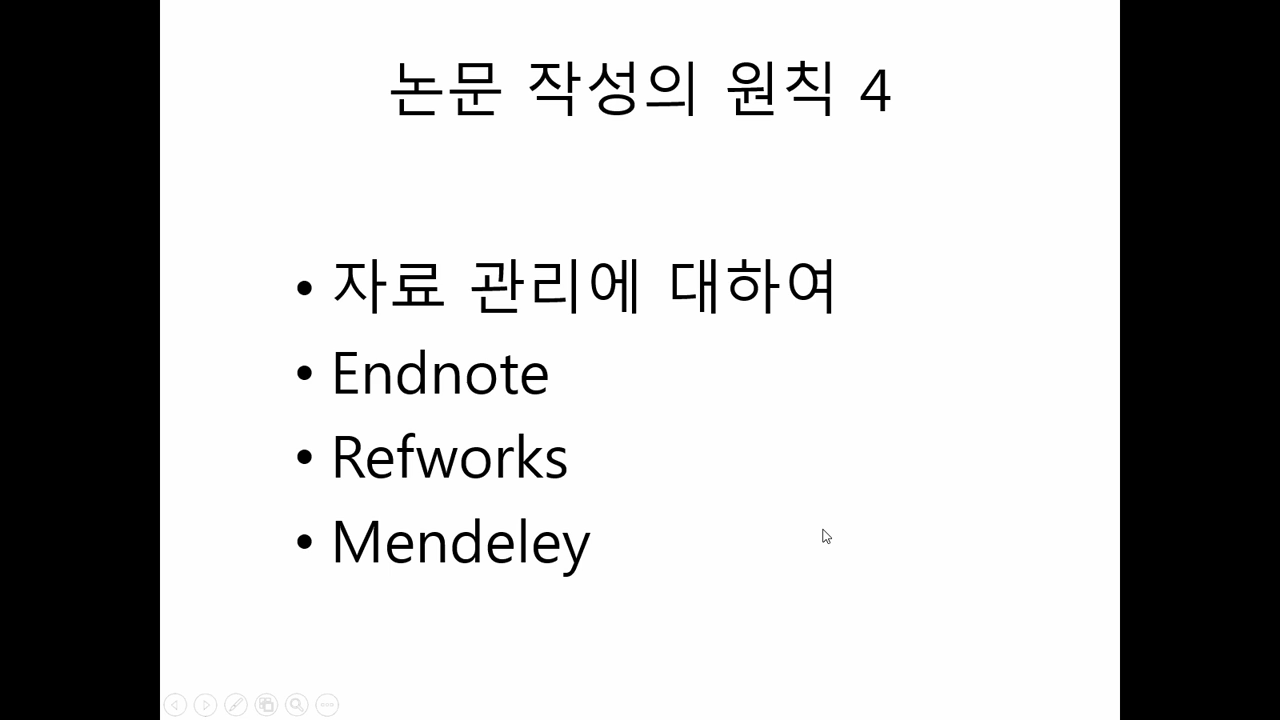 논문 작성의 원칙 4
• 자료 관리에 대하여
• Endnote
• Refworks
• Mendeley